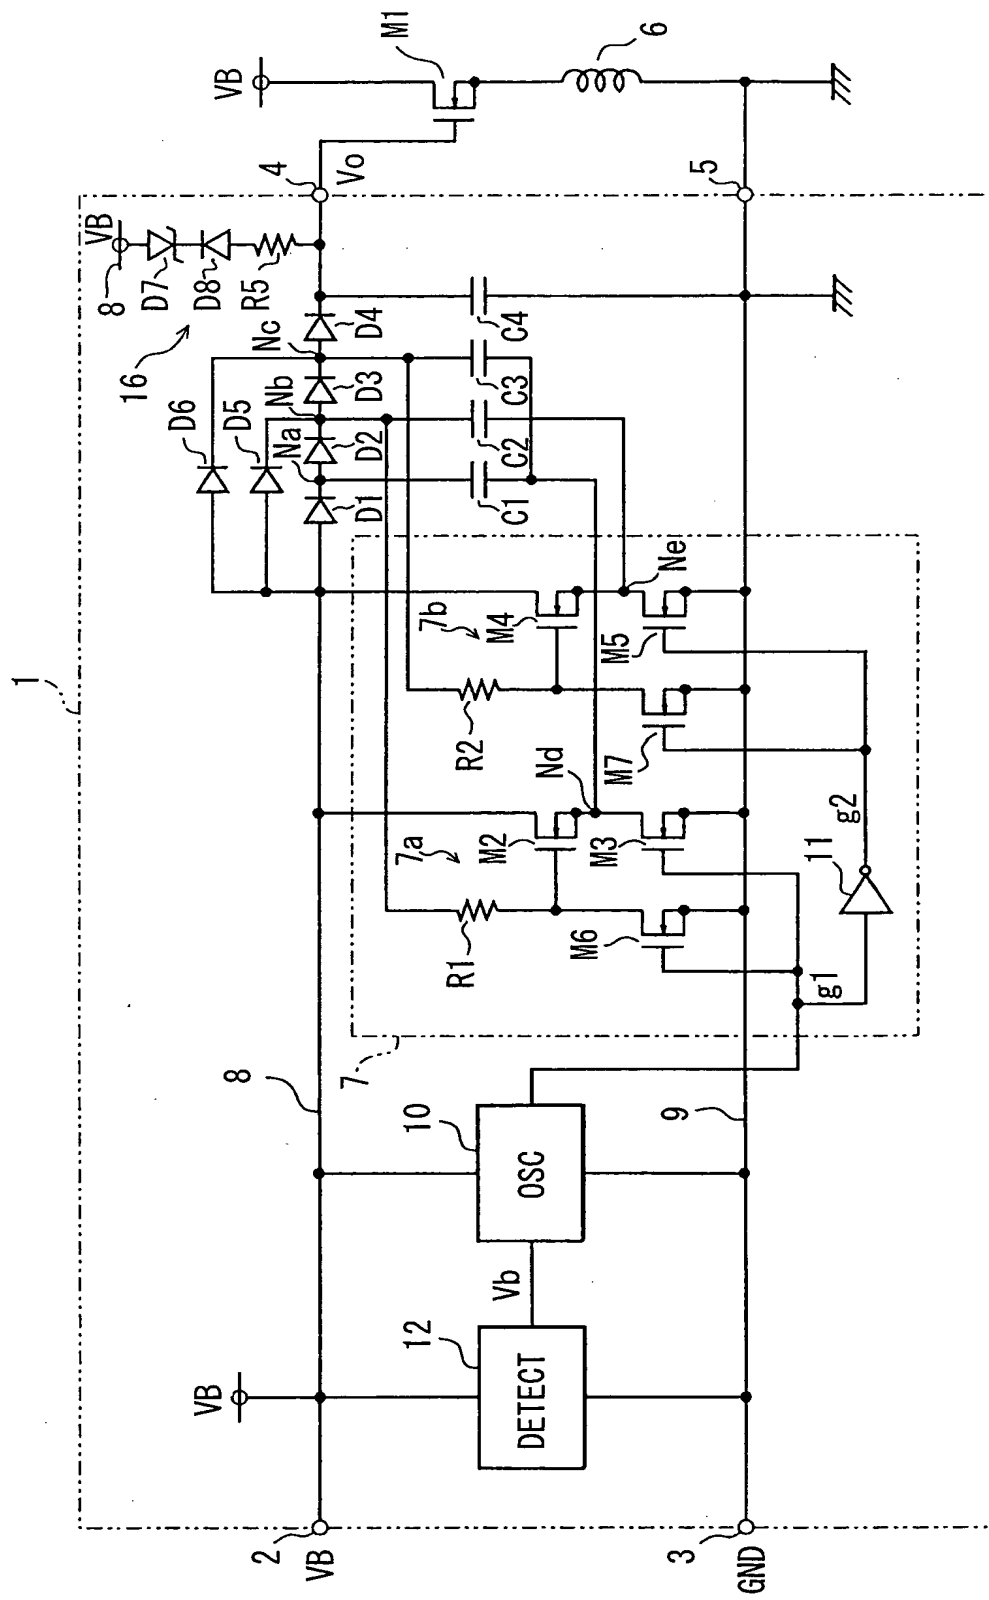 1
2
VB
3
GND
VB
8
9
12
DETECT
Vb
10
OSC
7
7a
7b
R1
R2
M2
M3
M4
M5
M6
M7
Nd
Ne
g1
g2
11
D6
D5
16
Na
Nb
Nc
D1
D2
D3
D4
C1
C2
C3
C4
8
VB
D7
D8
R5
4
Vo
5
VB
M1
6